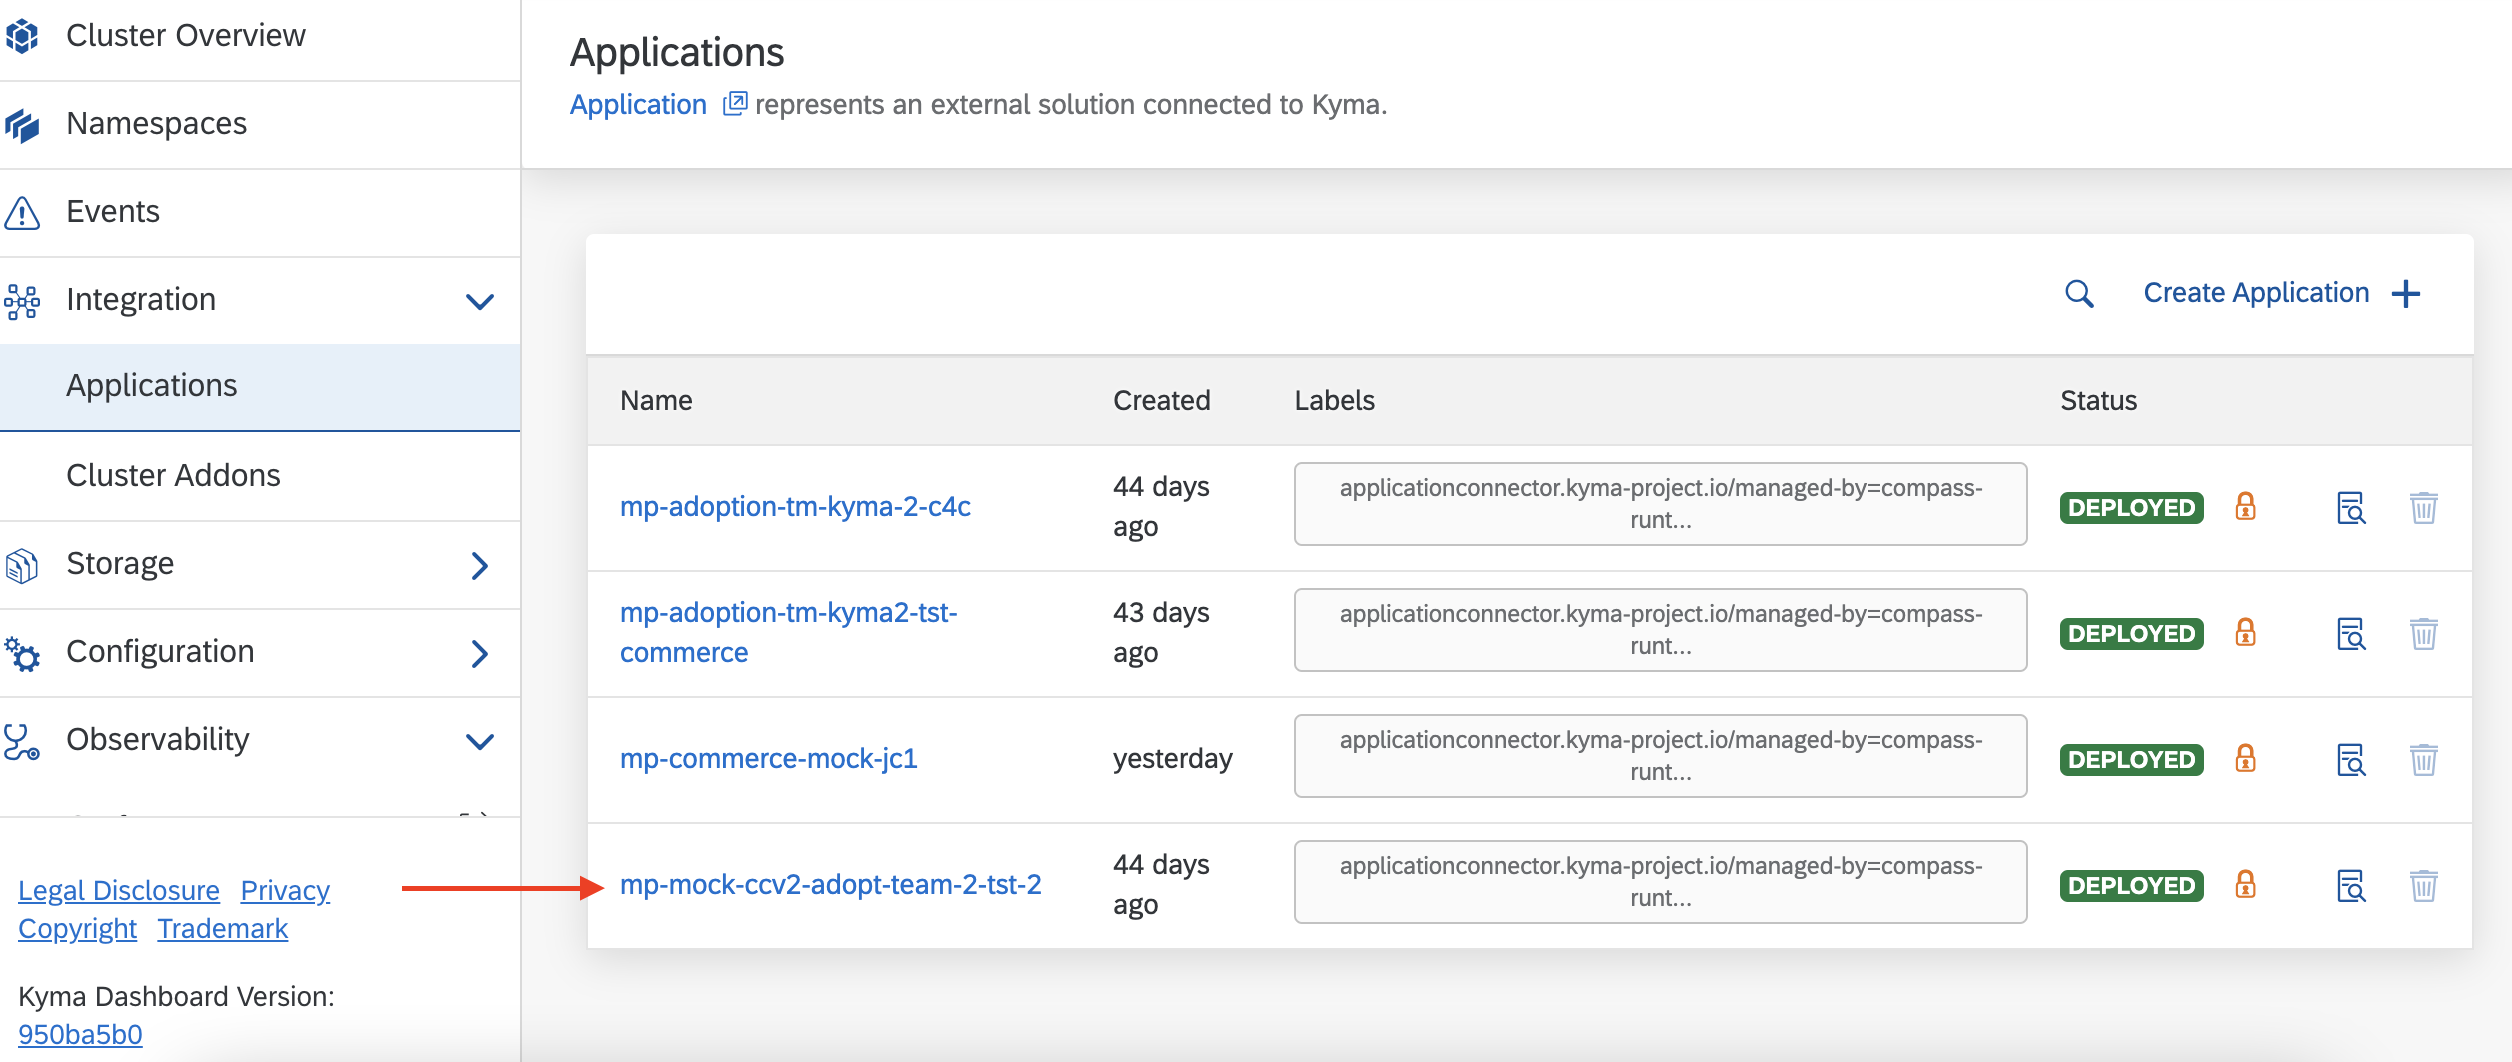 Cluster Overview
Namespaces
Events
Integration
Applications
Cluster Addons
Storage
Configuration
Observability
Legal Disclosure Privacy
Copyright Trademark
Kyma Dashboard Version:
950ba5b0
Applications
Application represents an external solution connected to Kyma.
Create Application
Name Created Labels Status
mp-adoption-tm-kyma-2-c4c
44 days
ago
applicationconnector.kyma-project.io/managed-by=compass-
runt...
DEPLOYED
mp-adoption-tm-kyma2-tst-
commerce
43 days
ago
applicationconnector.kyma-project.io/managed-by=compass-
runt...
DEPLOYED
mp-commerce-mock-jc1
yesterday
applicationconnector.kyma-project.io/managed-by=compass-
runt...
DEPLOYED
mp-mock-ccv2-adopt-team-2-tst-2
44 days
ago
applicationconnector.kyma-project.io/managed-by=compass-
runt...
DEPLOYED